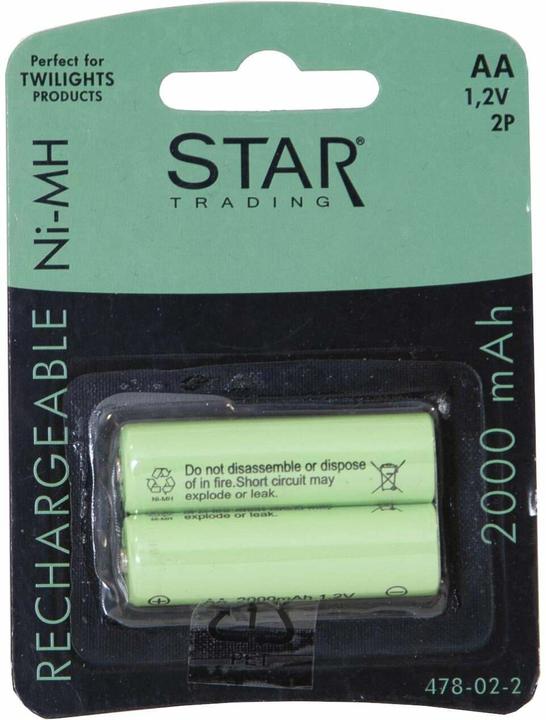 Perfect for
TWILIGHTS
PRODUCTS
AA
1,2V
2P
STAR®
TRADING
RECHARGEABLE Ni-MH
2000 mAh
Do not disassemble or dispose
of in fire.Short circuit may
explode or leak.
Ni-MH
explode or leak.
AA 2000mAh 1.2V
1
PET
478-02-2